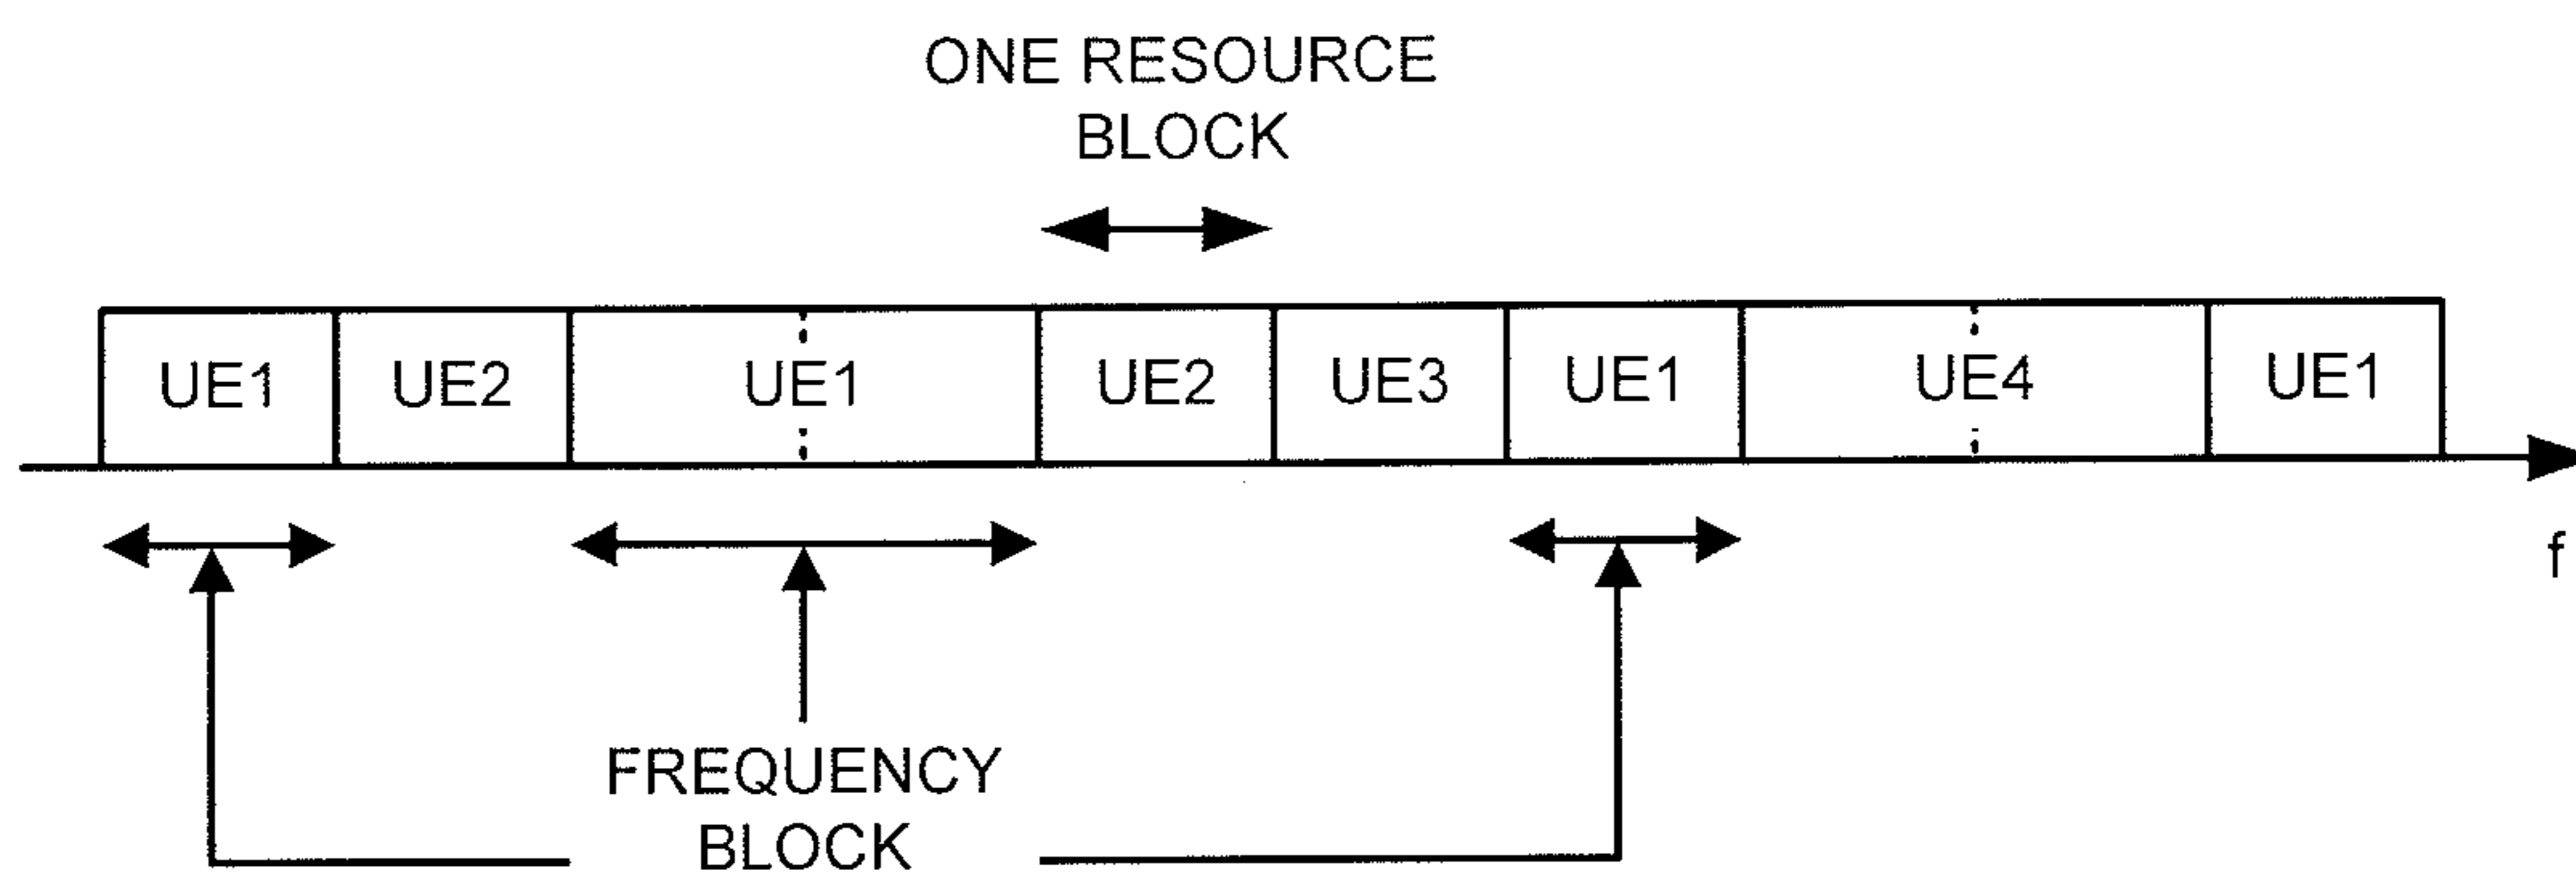 ONE RESOURCE
BLOCK
UE1 UE2 UE1 UE2 UE3 UE1 UE4 UE1
f
FREQUENCY
BLOCK